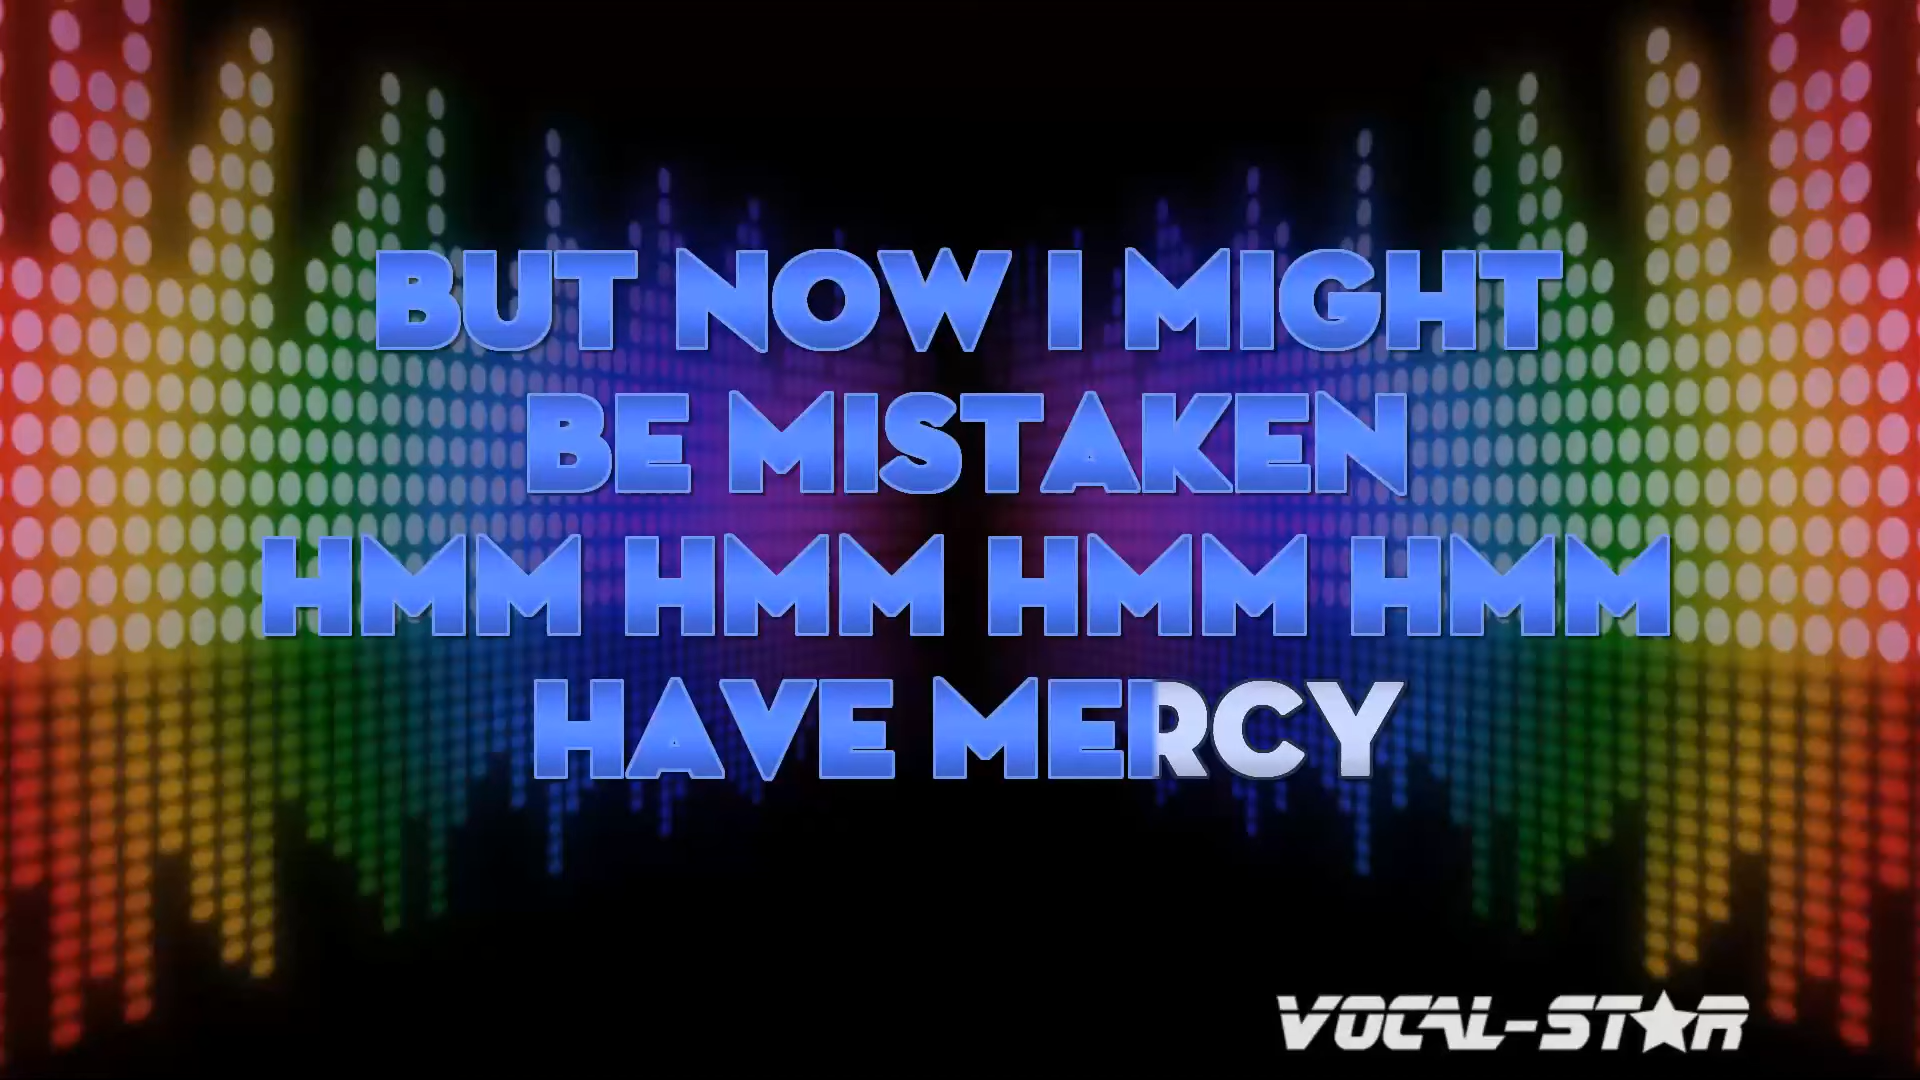 BUT NOW I MIGHT
BE MISTAKEN
HMM HMM HMM HMM
HAVE MERCY
VOCAL-STAR